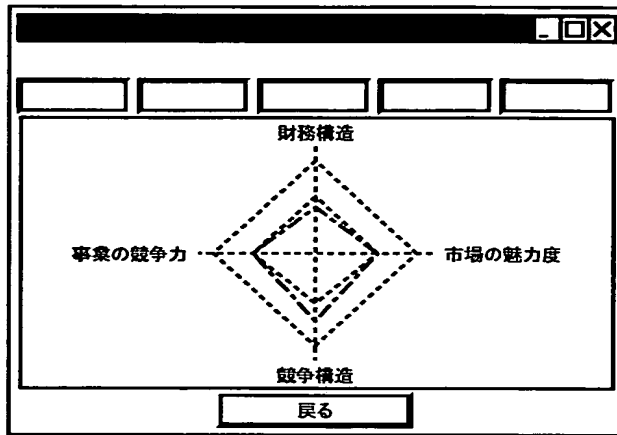 財務構造
事業の競争力
市場の魅力度
競争構造
戻る